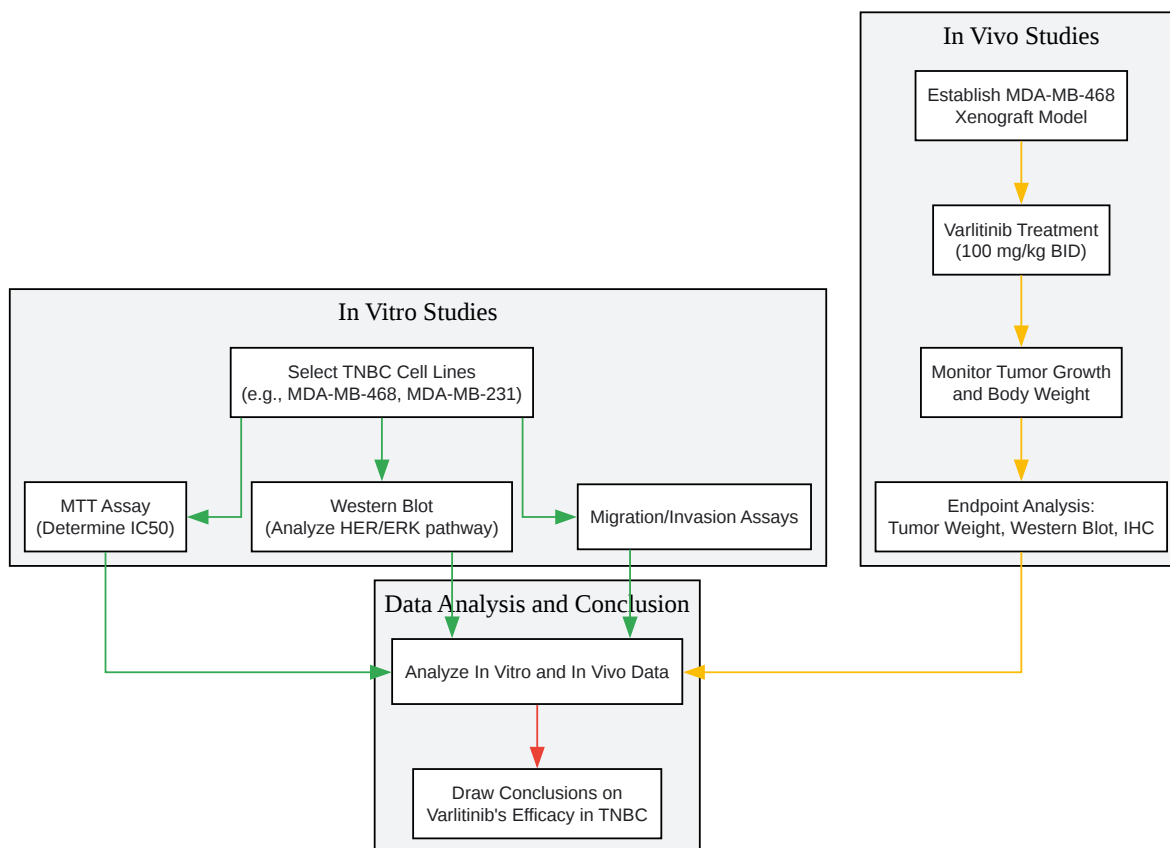 In Vivo Studies
Establish MDA-MB-468
Xenograft Model
Varlitinib Treatment
(100 mg/kg BID)
Monitor Tumor Growth
and Body Weight
Endpoint Analysis:
Tumor Weight, Western Blot, IHC
In Vitro Studies
Select TNBC Cell Lines
(e.g., MDA-MB-468, MDA-MB-231)
MTT Assay
(Determine IC50)
Western Blot
(Analyze HER/ERK pathway)
Migration/Invasion Assays
Data Analysis and Conclusion
Analyze In Vitro and In Vivo Data
Draw Conclusions on
Varlitinib's Efficacy in TNBC